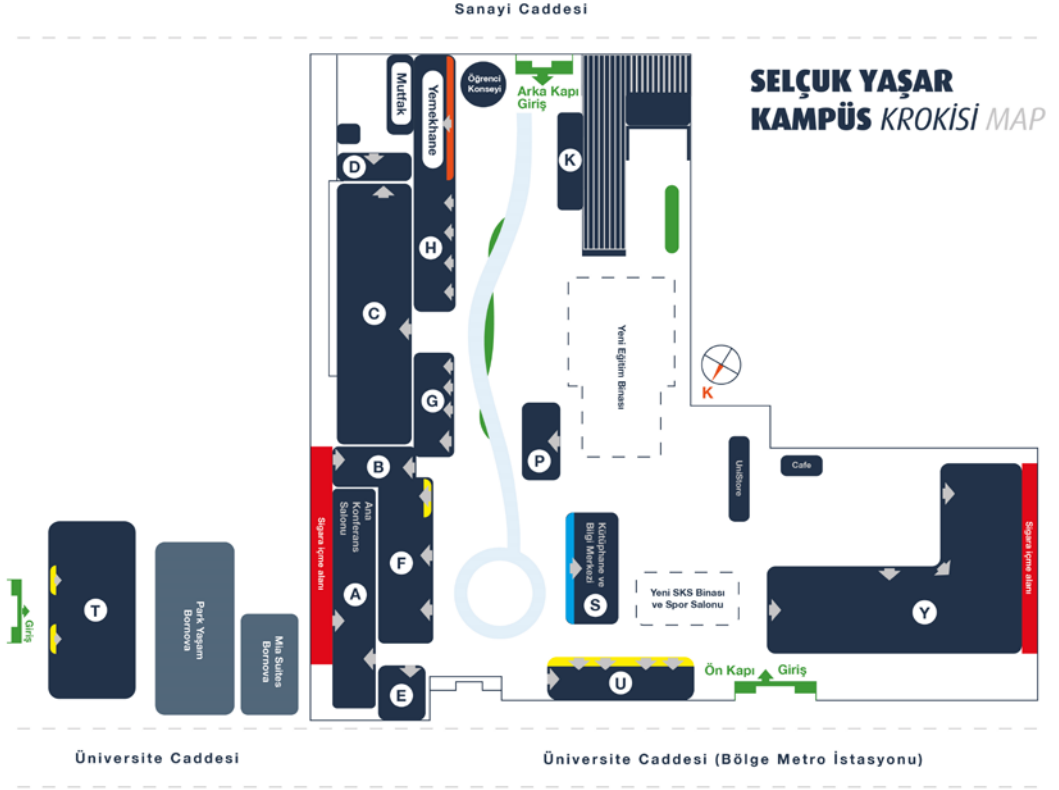 Sanayi Caddesi
SELÇUK YAŞAR
KAMPÜS KROKİSİ MAP
Mutfak
Yemekhane
Öğrenci
Konseyi
Arka Kapı
Giriş
K
D
H
C
Yeni Eğitim Binası
K
G
P
B
UniStore
Cafe
Sigara içme alanı
Ana
Konferans
Salonu
A
F
Kütüphane ve
Bilgi Merkezi
S
Yeni SKS Binası
ve Spor Salonu
Y
Sigara içme alanı
Giriş
T
Park Yaşam
Bornova
Mia Suites
Bornova
E
U
Ön Kapı
Giriş
Üniversite Caddesi
Üniversite Caddesi (Bölge Metro İstasyonu)